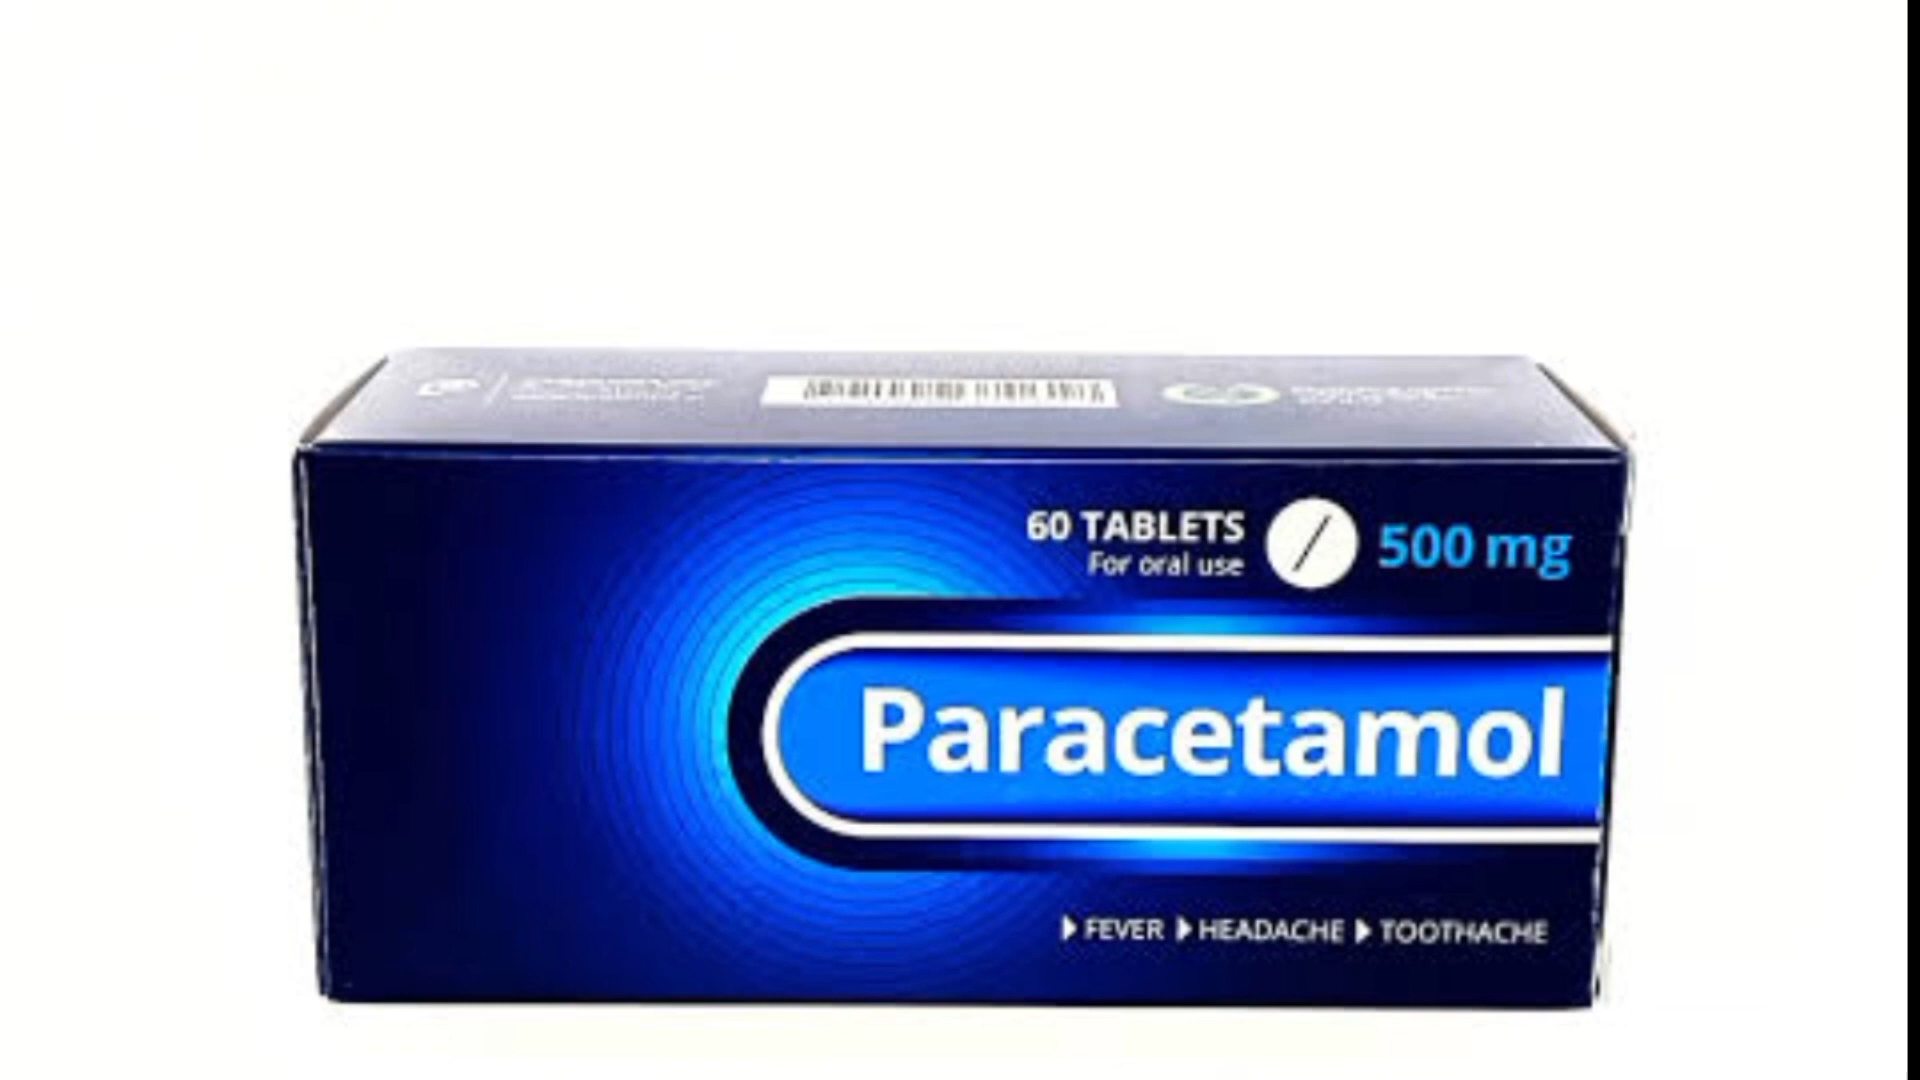 60 TABLETS
For oral use
500 mg
Paracetamol
FEVER HEADACHE TOOTHACHE